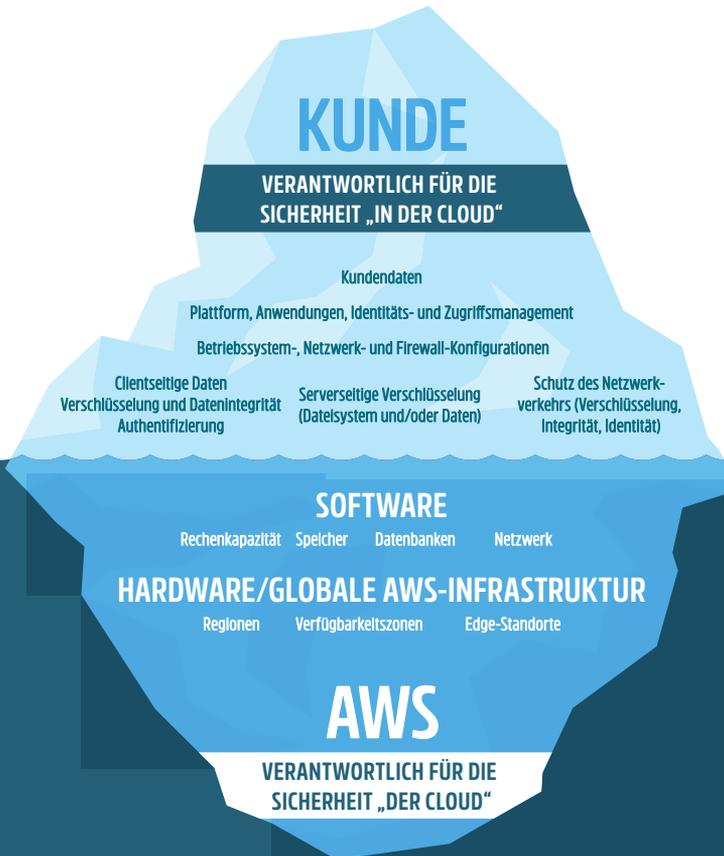 KUNDE
VERANTWORTLICH FÜR DIE
SICHERHEIT „IN DER CLOUD“
Kundendaten
Plattform, Anwendungen, Identitäts- und Zugriffsmanagement
Betriebssystem-, Netzwerk- und Firewall-Konfigurationen
Clientseitige Daten
Verschlüsselung und Datenintegrität
Authentifizierung
Serverseitige Verschlüsselung
(Dateisystem und/oder Daten)
Schutz des Netzwerk-
verkehrs (Verschlüsselung,
Integrität, Identität)
SOFTWARE
Rechenkapazität Speicher Datenbanken Netzwerk
HARDWARE/GLOBALE AWS-INFRASTRUKTUR
Regionen Verfügbarkeitszonen Edge-Standorte
AWS
VERANTWORTLICH FÜR DIE
SICHERHEIT „DER CLOUD“